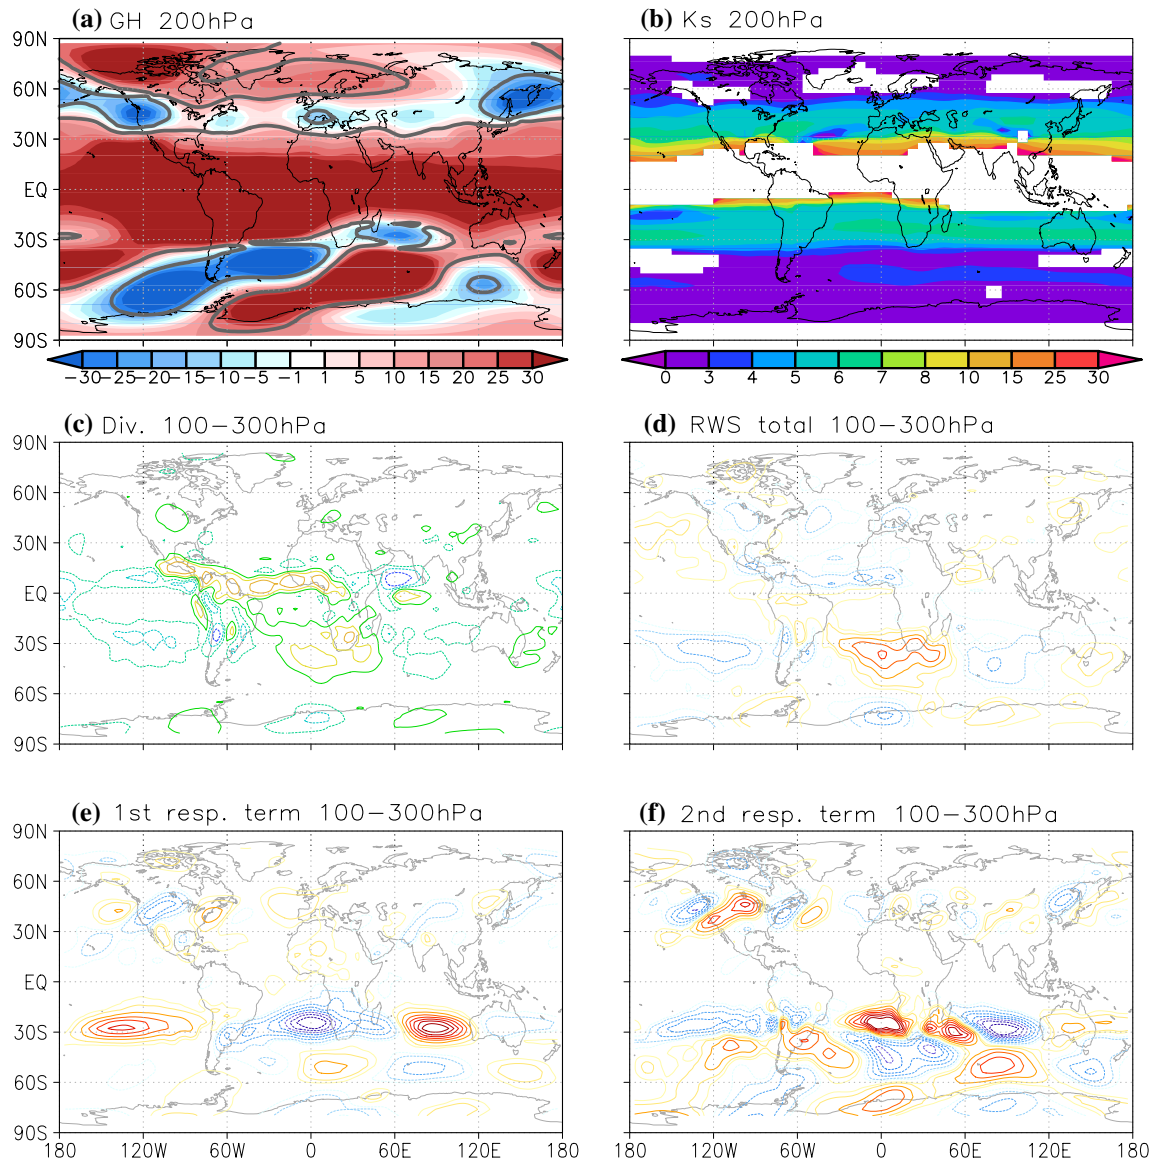 (a) GH 200hPa
(b) Ks 200hPa
90N
60N
30N
EQ
30S
60S
90S
-30 -25 -20 -15 -10 -5 -1 1 5 10 15 20 25 30
0 3 4 5 6 7 8 10 15 25 30
(c) Div. 100-300hPa
(d) RWS total 100-300hPa
90N
60N
30N
EQ
30S
60S
90S
(e) 1st resp. term 100-300hPa
(f) 2nd resp. term 100-300hPa
90N
60N
30N
EQ
30S
60S
90S
180 120W 60W 0 60E 120E 180
180 120W 60W 0 60E 120E 180